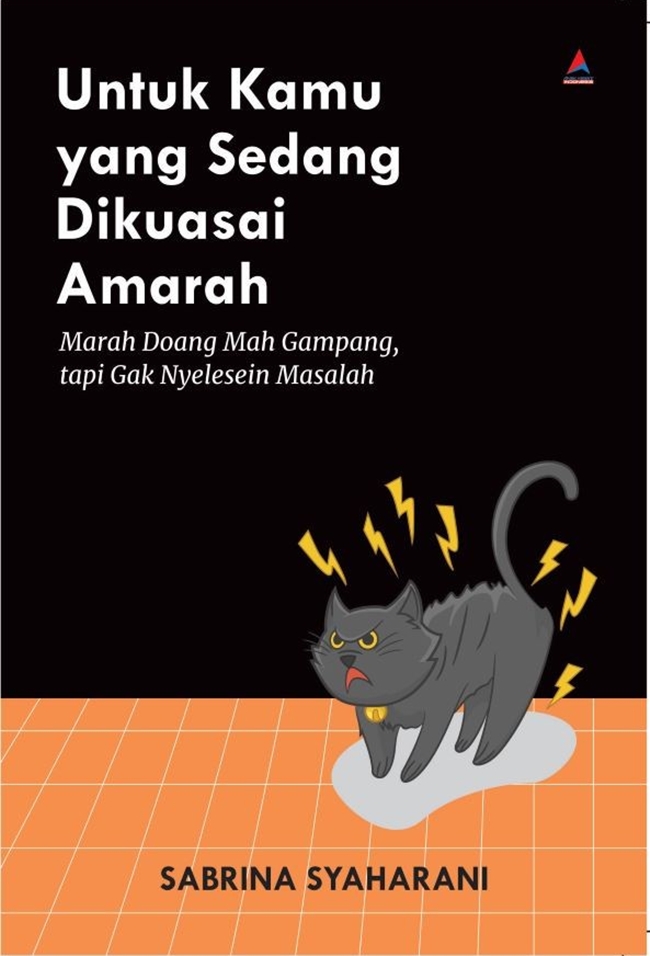 Untuk Kamu
yang Sedang
Dikuasai
Amarah
Marah Doang Mah Gampang,
tapi Gak Nyelesein Masalah
SABRINA SYAHARANI